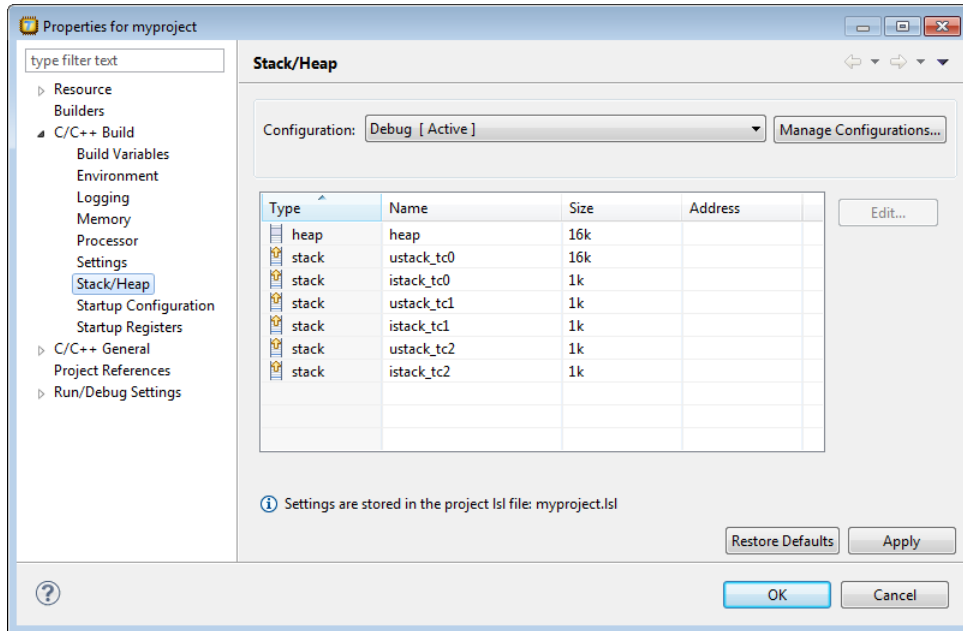 Properties for myproject
type filter text
Resource
Builders
C/C++ Build
Build Variables
Environment
Logging
Memory
Processor
Settings
Stack/Heap
Startup Configuration
Startup Registers
C/C++ General
Project References
Run/Debug Settings
Stack/Heap
Configuration: Debug [ Active ] Manage Configurations...
Type Name Size Address
heap heap 16k
stack ustack_tc0 16k
stack istack_tc0 1k
stack ustack_tc1 1k
stack istack_tc1 1k
stack ustack_tc2 1k
stack istack_tc2 1k
Edit...
Settings are stored in the project lsl file: myproject.lsl
Restore Defaults Apply
OK Cancel